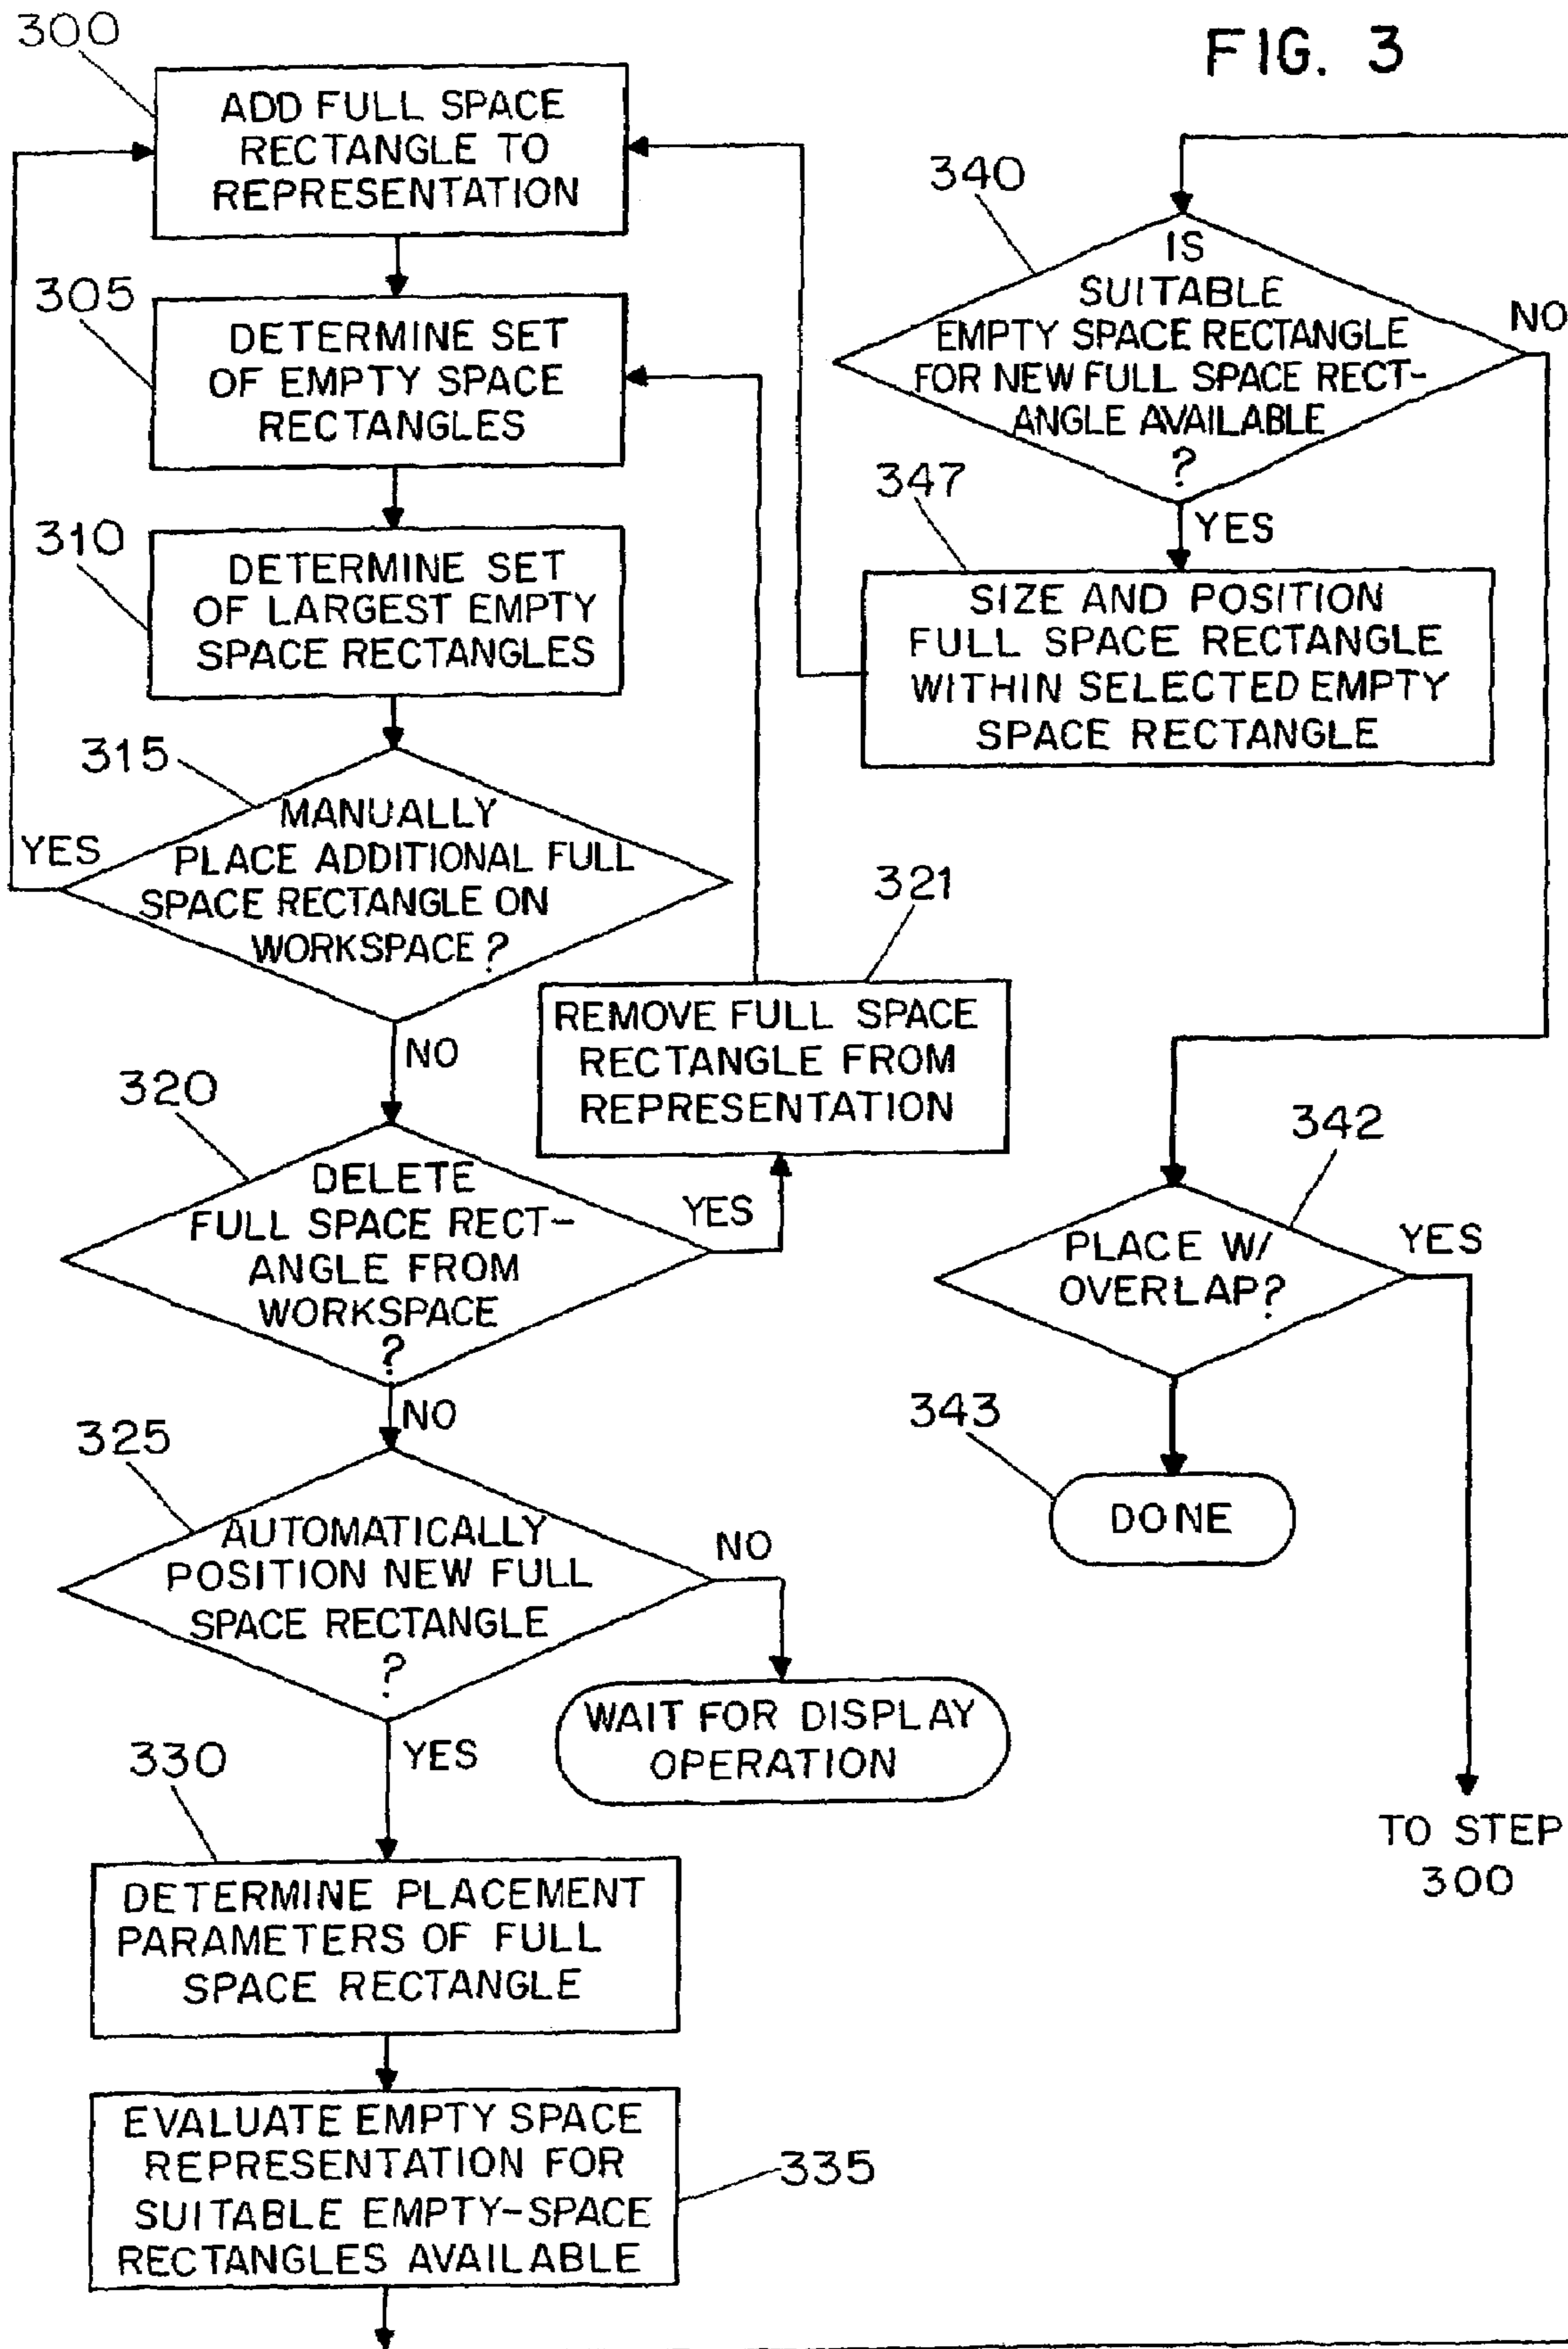 FIG. 3
300
ADD FULL SPACE
RECTANGLE TO
REPRESENTATION
305
DETERMINE SET
OF EMPTY SPACE
RECTANGLES
310
DETERMINE SET
OF LARGEST EMPTY
SPACE RECTANGLES
315
MANUALLY
PLACE ADDITIONAL FULL
SPACE RECTANGLE ON
WORKSPACE?
YES
NO
320
DELETE
FULL SPACE RECT-
ANGLE FROM
WORKSPACE
?
YES
NO
321
REMOVE FULL SPACE
RECTANGLE FROM
REPRESENTATION
325
AUTOMATICALLY
POSITION NEW FULL
SPACE RECTANGLE
?
NO
YES
WAIT FOR DISPLAY
OPERATION
330
DETERMINE PLACEMENT
PARAMETERS OF FULL
SPACE RECTANGLE
EVALUATE EMPTY SPACE
REPRESENTATION FOR
SUITABLE EMPTY-SPACE
RECTANGLES AVAILABLE
335
340
IS
SUITABLE
EMPTY SPACE RECTANGLE
FOR NEW FULL SPACE RECT-
ANGLE AVAILABLE
?
NO
YES
347
SIZE AND POSITION
FULL SPACE RECTANGLE
WITHIN SELECTED EMPTY
SPACE RECTANGLE
342
PLACE W/
OVERLAP?
YES
343
DONE
TO STEP
300